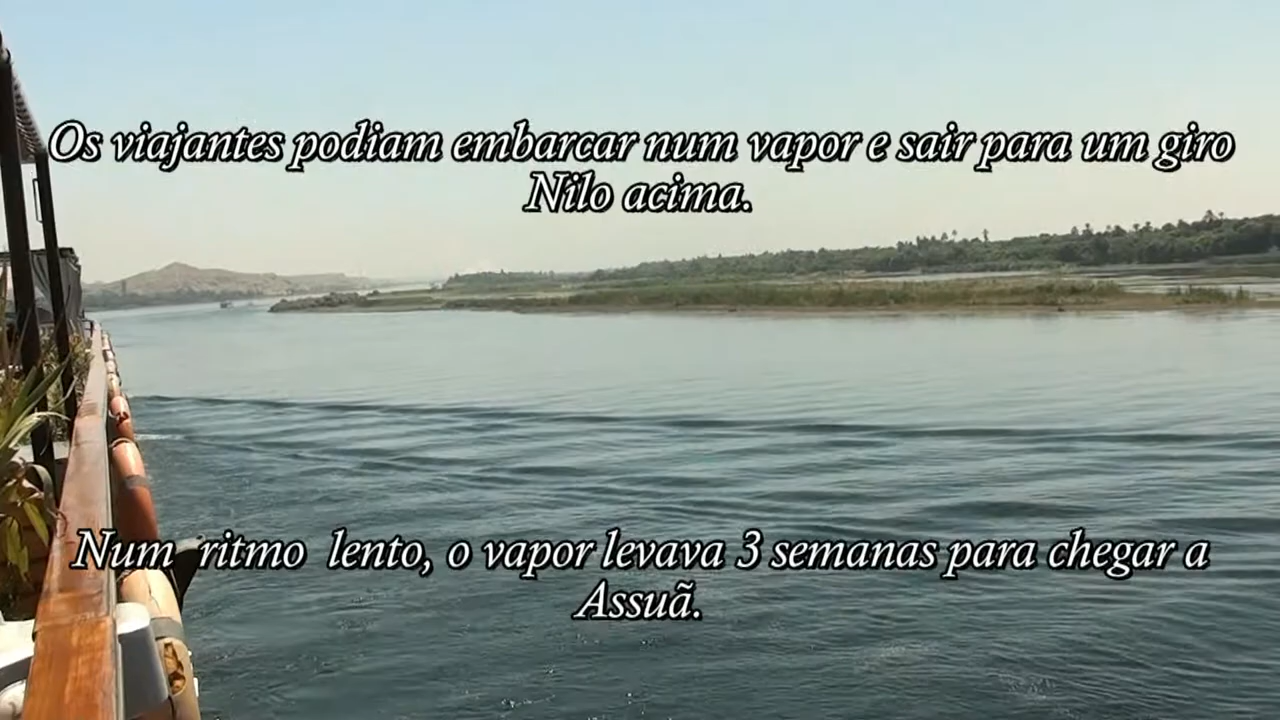 Os viajantes podiam embarcar num vapor e sair para um giro
Nilo acima.
Num ritmo lento, o vapor levava 3 semanas para chegar a
Assuã.